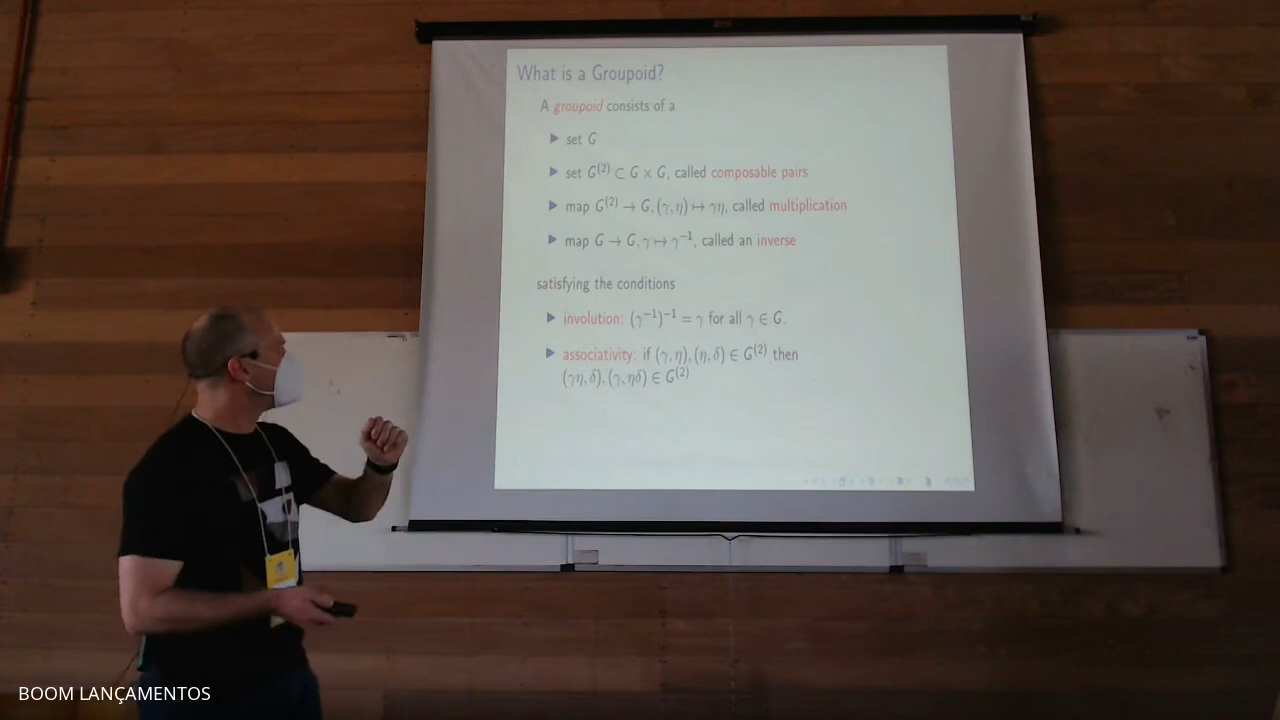 What is a Groupoid?
A groupoid consists of a
▶ set G
▶ set G⁽²⁾ ⊂ G × G, called composable pairs
▶ map G⁽²⁾ → G, (γ, η) ↦ γη, called multiplication
▶ map G → G, γ ↦ γ⁻¹, called an inverse
satisfying the conditions
▶ involution: (γ⁻¹)⁻¹ = γ for all γ ∈ G.
▶ associativity: if (γ, η), (η, δ) ∈ G⁽²⁾ then
(γη, δ), (γ, ηδ) ∈ G⁽²⁾
BOOM LANÇAMENTOS